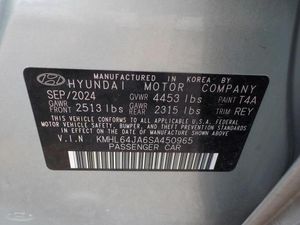 MANUFACTURED IN KOREA BY
HYUNDAI MOTOR COMPANY
SEP/2024 GVWR 4453 lbs PAINT T4A
GAWR FRONT 2513 lbs GAWR REAR 2315 lbs TRIM REY
THIS VEHICLE CONFORMS TO ALL APPLICABLE
FEDERAL MOTOR VEHICLE SAFETY, BUMPER, AND
THEFT PREVENTION STANDARDS IN EFFECT ON
THE DATE OF MANUFACTURE SHOWN ABOVE.
V.I.N KMHL64JA6SA450965
PASSENGER CAR